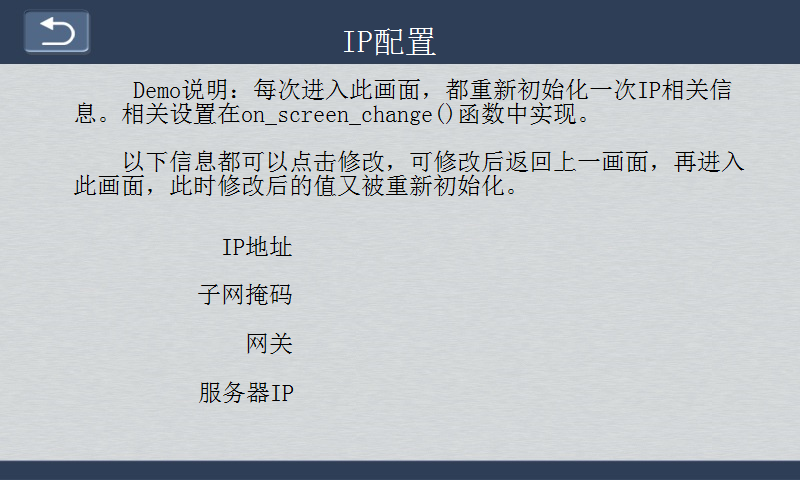 IP配置
Demo说明：每次进入此画面，都重新初始化一次IP相关信
息。相关设置在on_screen_change()函数中实现。
以下信息都可以点击修改，可修改后返回上一画面，再进入
此画面，此时修改后的值又被重新初始化。
IP地址
子网掩码
网关
服务器IP